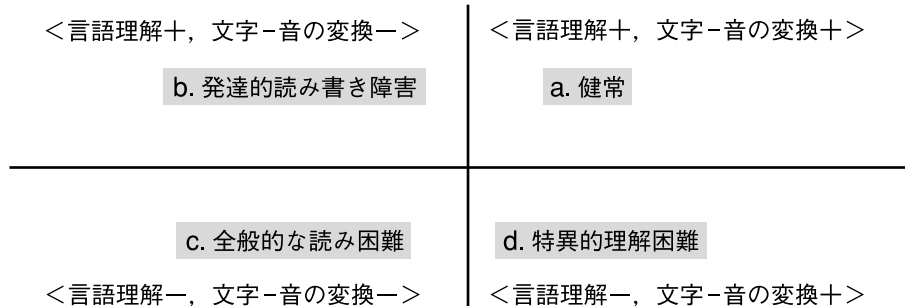 ＜言語理解＋，文字−音の変換−＞
＜言語理解＋，文字−音の変換＋＞
b. 発達的読み書き障害
a. 健常
c. 全般的な読み困難
d. 特異的理解困難
＜言語理解−，文字−音の変換−＞
＜言語理解−，文字−音の変換＋＞